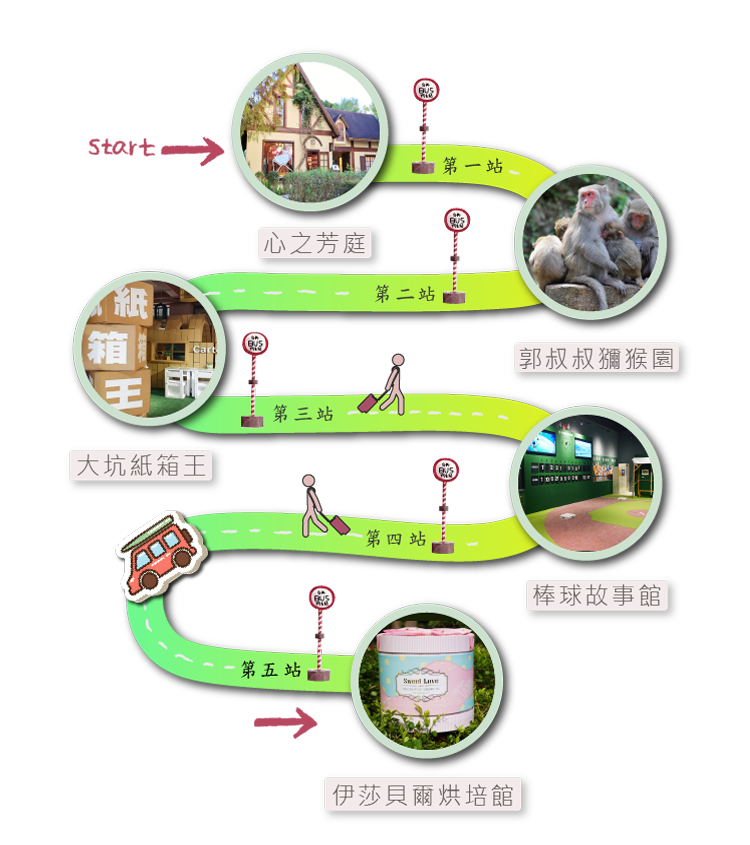 start
BUS
第一站
心之芳庭
BUS
第二站
郭叔叔獼猴園
紙
箱
王
Cart
BUS
第三站
大坑紙箱王
BUS
第四站
棒球故事館
BUS
第五站
Sweet Love
伊莎貝爾烘培館